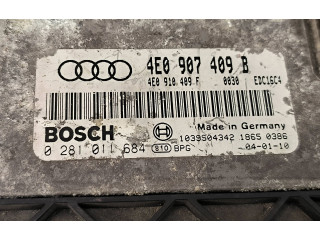 4E0 907 409 B
4E0 910 409 F 0030 EDC16C4
BOSCH
Made in Germany
0 281 011 684 810 BPG
1039S04342 1865 0386
04-01-10